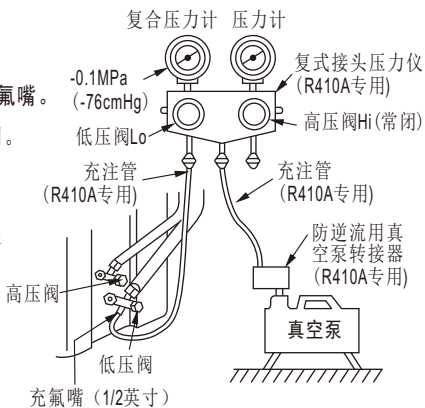 复合压力计 压力计
-0.1MPa
(-76cmHg)
复式接头压力仪
(R410A专用)
氟嘴。
低压阀Lo
高压阀Hi(常闭)
充注管
(R410A专用)
充注管
(R410A专用)
防逆流用真
空泵转接器
(R410A专用)
高压阀
真空泵
低压阀
充氟嘴(1/2英寸)